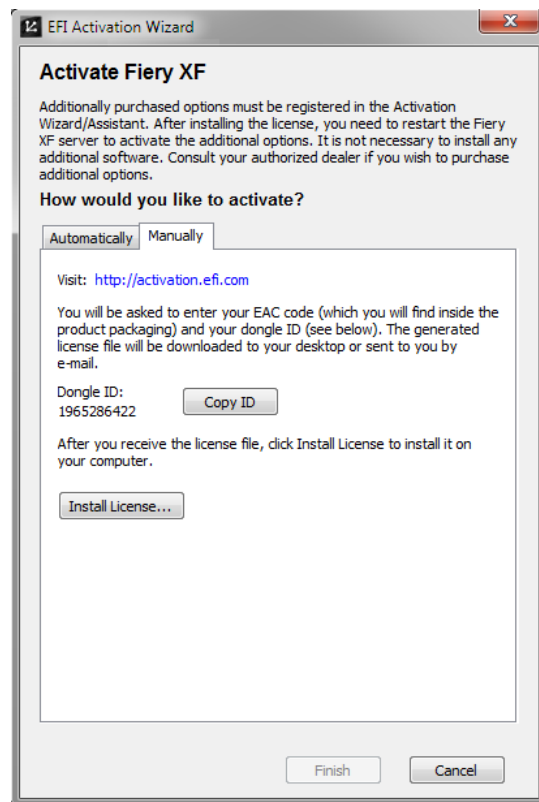 EFI Activation Wizard
Activate Fiery XF
Additionally purchased options must be registered in the Activation
Wizard/Assistant. After installing the license, you need to restart the Fiery
XF server to activate the additional options. It is not necessary to install any
additional software. Consult your authorized dealer if you wish to purchase
additional options.
How would you like to activate?
Automatically Manually
Visit: http://activation.efi.com
You will be asked to enter your EAC code (which you will find inside the
product packaging) and your dongle ID (see below). The generated
license file will be downloaded to your desktop or sent to you by
e-mail.
Dongle ID:
1965286422
Copy ID
After you receive the license file, click Install License to install it on
your computer.
Install License...
Finish Cancel